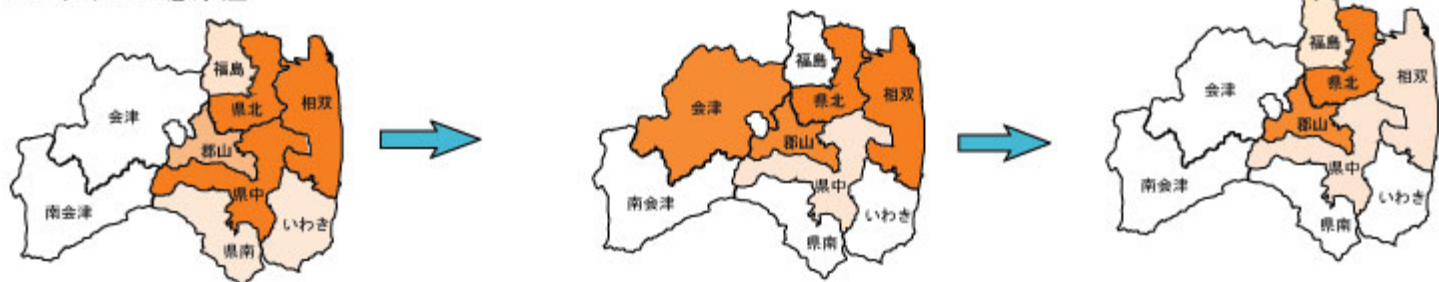 福島
県北
相双
会津
郡山
県中
南会津
いわき
県南
福島
県北
相双
会津
郡山
県中
南会津
いわき
県南
福島
県北
相双
会津
郡山
県中
南会津
いわき
県南